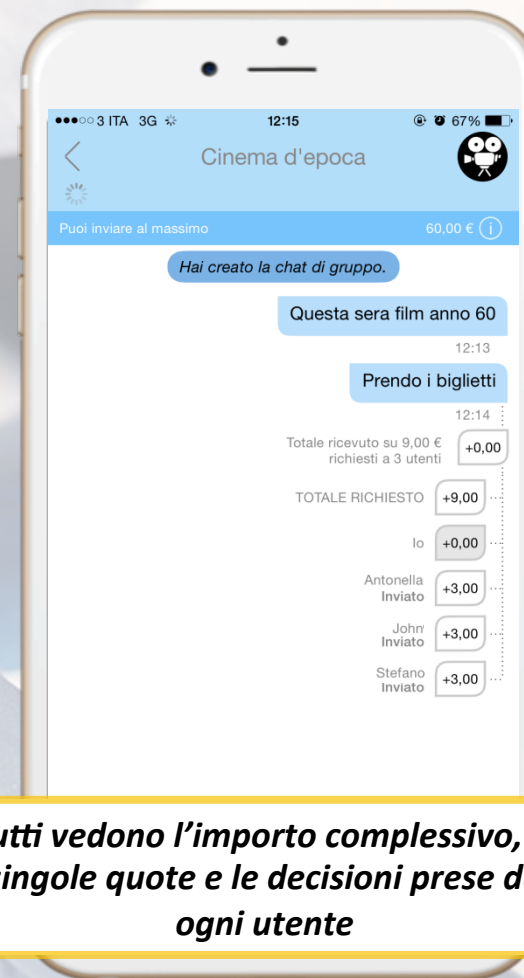 3 ITA 3G 12:15 67%
Cinema d'epoca
Puoi inviare al massimo 60,00 € i
Hai creato la chat di gruppo.
Questa sera film anno 60
12:13
Prendo i biglietti
12:14
Totale ricevuto su 9,00 €
richiesti a 3 utenti +0,00
TOTALE RICHIESTO +9,00
Io +0,00
Antonella
Inviato +3,00
John
Inviato +3,00
Stefano
Inviato +3,00
vedono l'importo complessivo,
quote e le decisioni prese
ogni utente